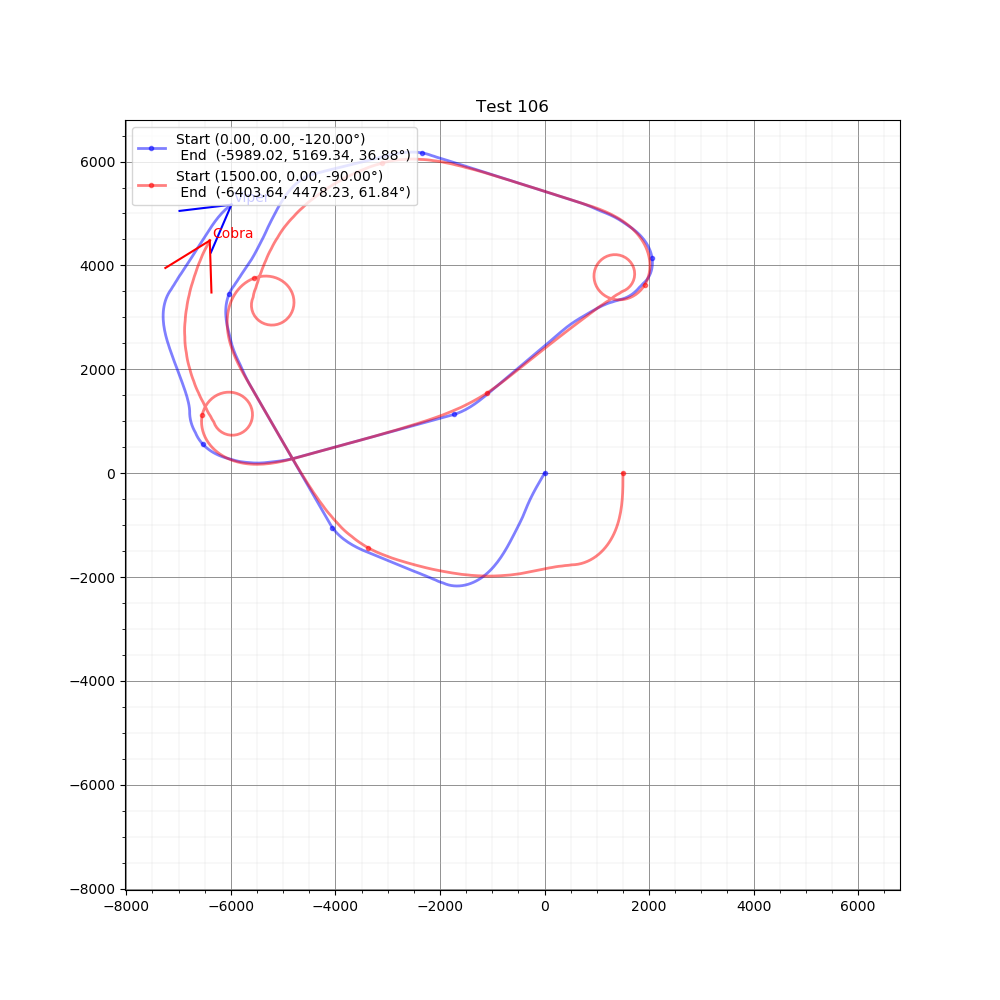 Test 106
Start (0.00, 0.00, -120.00°)
End (-5989.02, 5169.34, 36.88°)
Start (1500.00, 0.00, -90.00°)
End (-6403.64, 4478.23, 61.84°)
Viper
Cobra
6000
4000
2000
0
−2000
−4000
−6000
−8000
−8000 −6000 −4000 −2000 0 2000 4000 6000